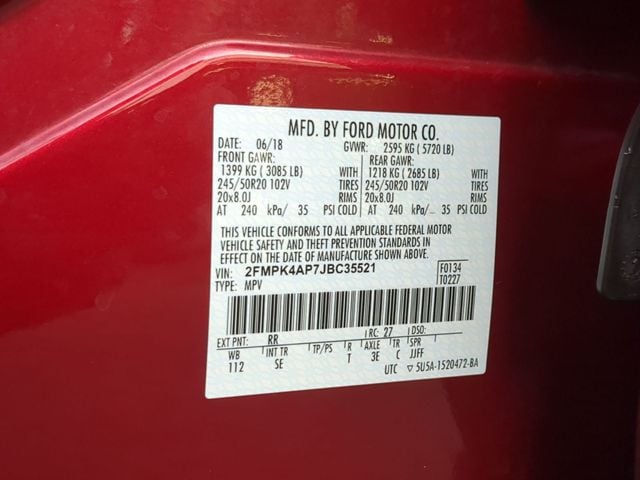 MFD. BY FORD MOTOR CO.
DATE: 06/18 GVWR: 2595 KG ( 5720 LB)
FRONT GAWR: REAR GAWR:
1399 KG ( 3085 LB) WITH 1218 KG ( 2685 LB) WITH
245/50R20 102V TIRES 245/50R20 102V TIRES
20x8.0J RIMS 20x8.0J RIMS
AT 240 kPa/ 35 PSI COLD AT 240 kPa/ 35 PSI COLD
THIS VEHICLE CONFORMS TO ALL APPLICABLE FEDERAL MOTOR
VEHICLE SAFETY AND THEFT PREVENTION STANDARDS IN
EFFECT ON THE DATE OF MANUFACTURE SHOWN ABOVE.
VIN: 2FMPK4AP7JBC35521 F0134
TYPE: MPV T0227
EXT PNT: RR RC: 27 DSO:
WB INT TR TP/PS R AXLE TR SPR
112 SE T 3E C JJFF
UTC ▽ 5U5A-1520472-BA